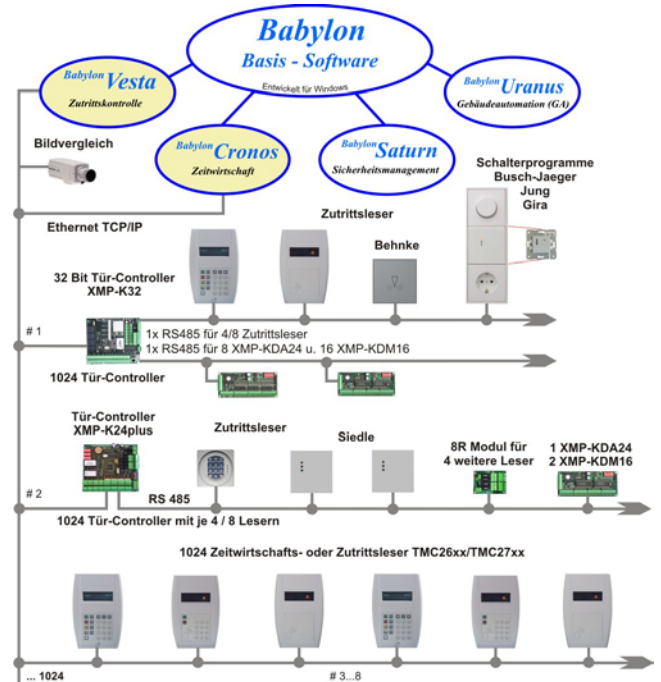 Babylon
Basis - Software
Entwickelt für Windows
Babylon Vesta
Zutrittskontrolle
Babylon Uranus
Gebäudeautomation (GA)
Babylon Cronos
Zeitwirtschaft
Babylon Saturn
Sicherheitsmanagement
Bildvergleich
Ethernet TCP/IP
Schalterprogramme
Busch-Jaeger
Jung
Gira
Zutrittsleser
Behnke
32 Bit Tür-Controller
XMP-K32
# 1
1x RS485 für 4/8 Zutrittsleser
1x RS485 für 8 XMP-KDA24 u. 16 XMP-KDM16
1024 Tür-Controller
Tür-Controller
XMP-K24plus
Zutrittsleser
Siedle
8R Modul für
4 weitere Leser
1 XMP-KDA24
2 XMP-KDM16
# 2
RS 485
1024 Tür-Controller mit je 4 / 8 Lesern
1024 Zeitwirtschafts- oder Zutrittsleser TMC26xx/TMC27xx
... 1024
# 3...8